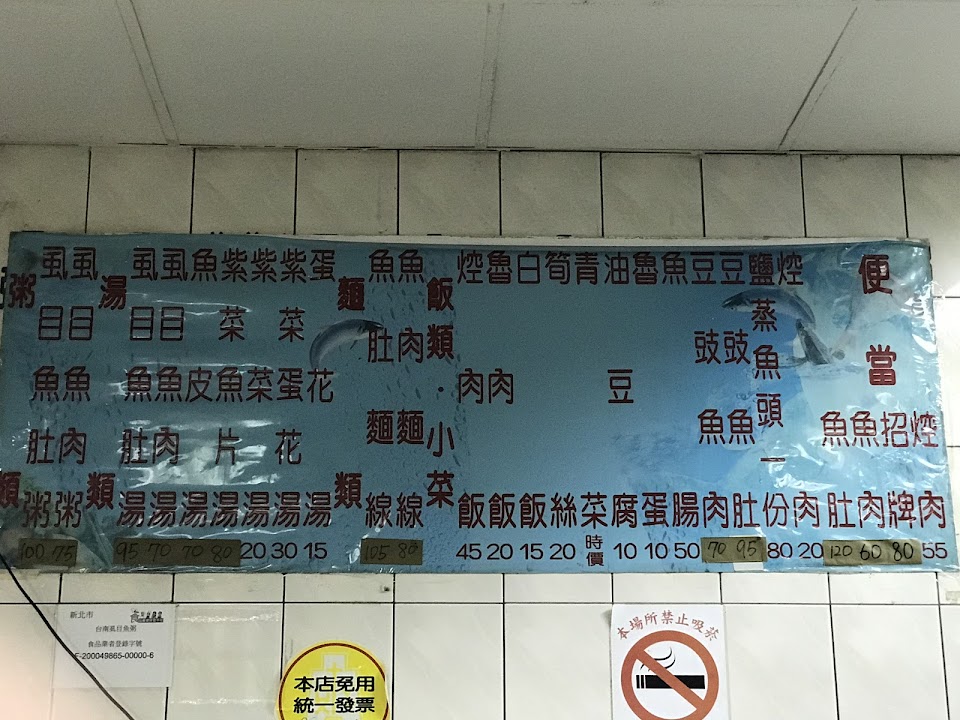 粥類
虱目魚肚粥 100
虱目魚肉粥 75
湯類
虱目魚肚湯 95
虱目魚肉湯 70
魚皮湯 70
紫菜魚片湯 80
紫菜湯 20
紫菜蛋花湯 30
蛋花湯 15
麵類
魚肚麵線 105
魚肉麵線 80
飯類・小菜
焢肉飯 45
魯肉飯 20
白飯 15
筍絲 20
青菜 時價
油豆腐 10
魯蛋 10
魚腸 50
豆豉魚肉 70
豆豉魚肚 95
鹽蒸魚頭一份 80
焢肉 20
便當
魚肚 120
魚肉 60
招牌 80
焢肉 55
新北市
台南虱目魚粥
食品業者登錄字號
F-200049865-00000-6
本店免用
統一發票
本場所禁止吸菸